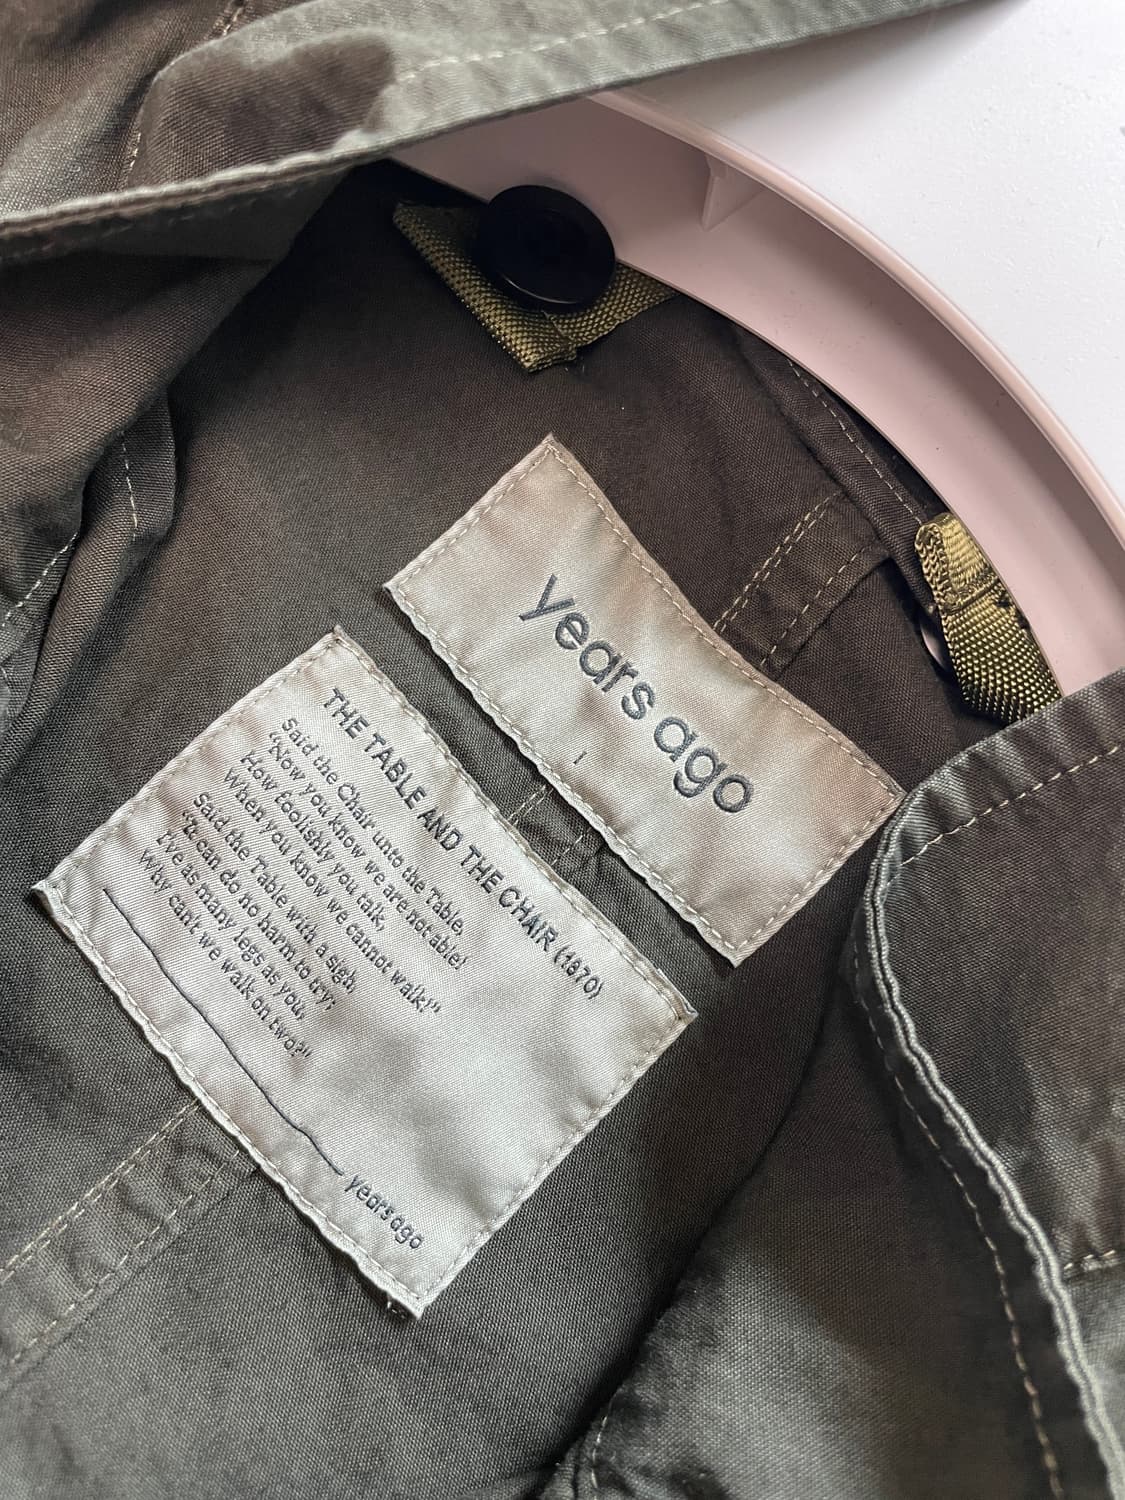 years ago
1
THE TABLE AND THE CHAIR (1870)
Said the Chair unto the Table,
"Now you know we are not able!
How foolishly you talk,
When you know we cannot walk!"
Said the Table with a sigh,
"It can do no harm to try;
I've as many legs as you,
Why can't we walk on two?"
years ago